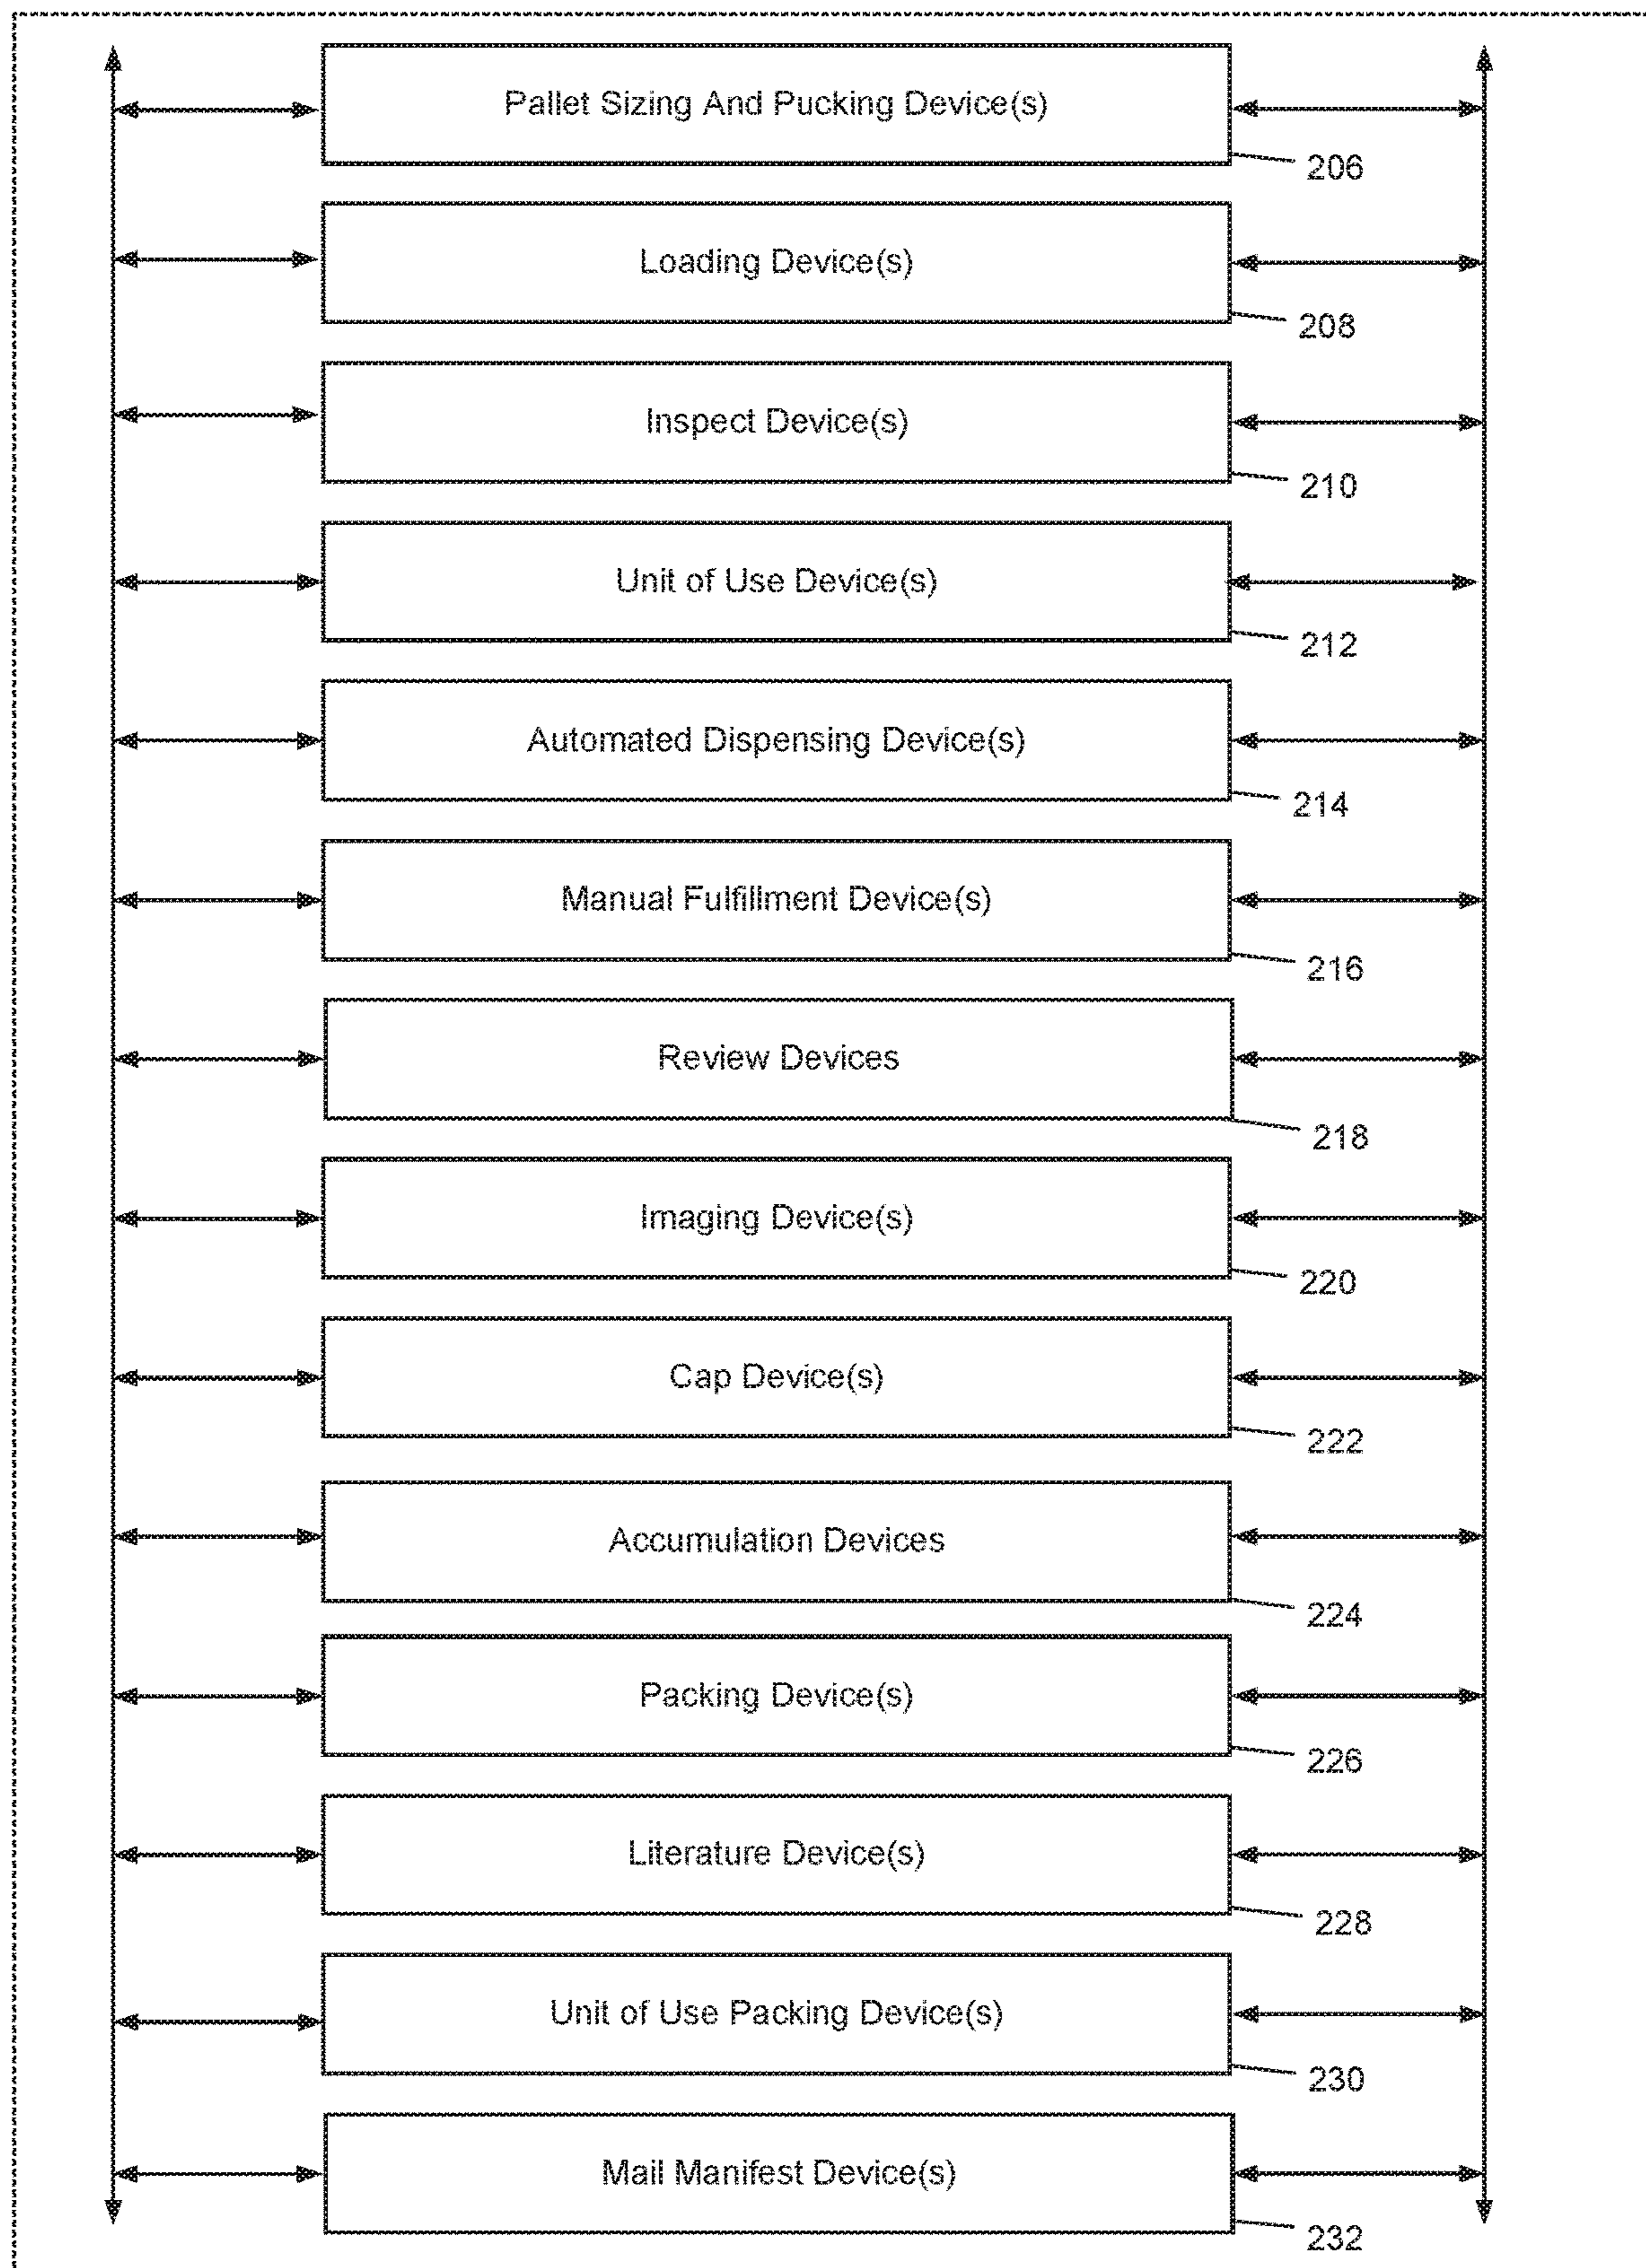 Pallet Sizing And Pucking Device(s)
206
Loading Device(s)
208
Inspect Device(s)
210
Unit of Use Device(s)
212
Automated Dispensing Device(s)
214
Manual Fulfillment Device(s)
216
Review Devices
218
Imaging Device(s)
220
Cap Device(s)
222
Accumulation Devices
224
Packing Device(s)
226
Literature Device(s)
228
Unit of Use Packing Device(s)
230
Mail Manifest Device(s)
232